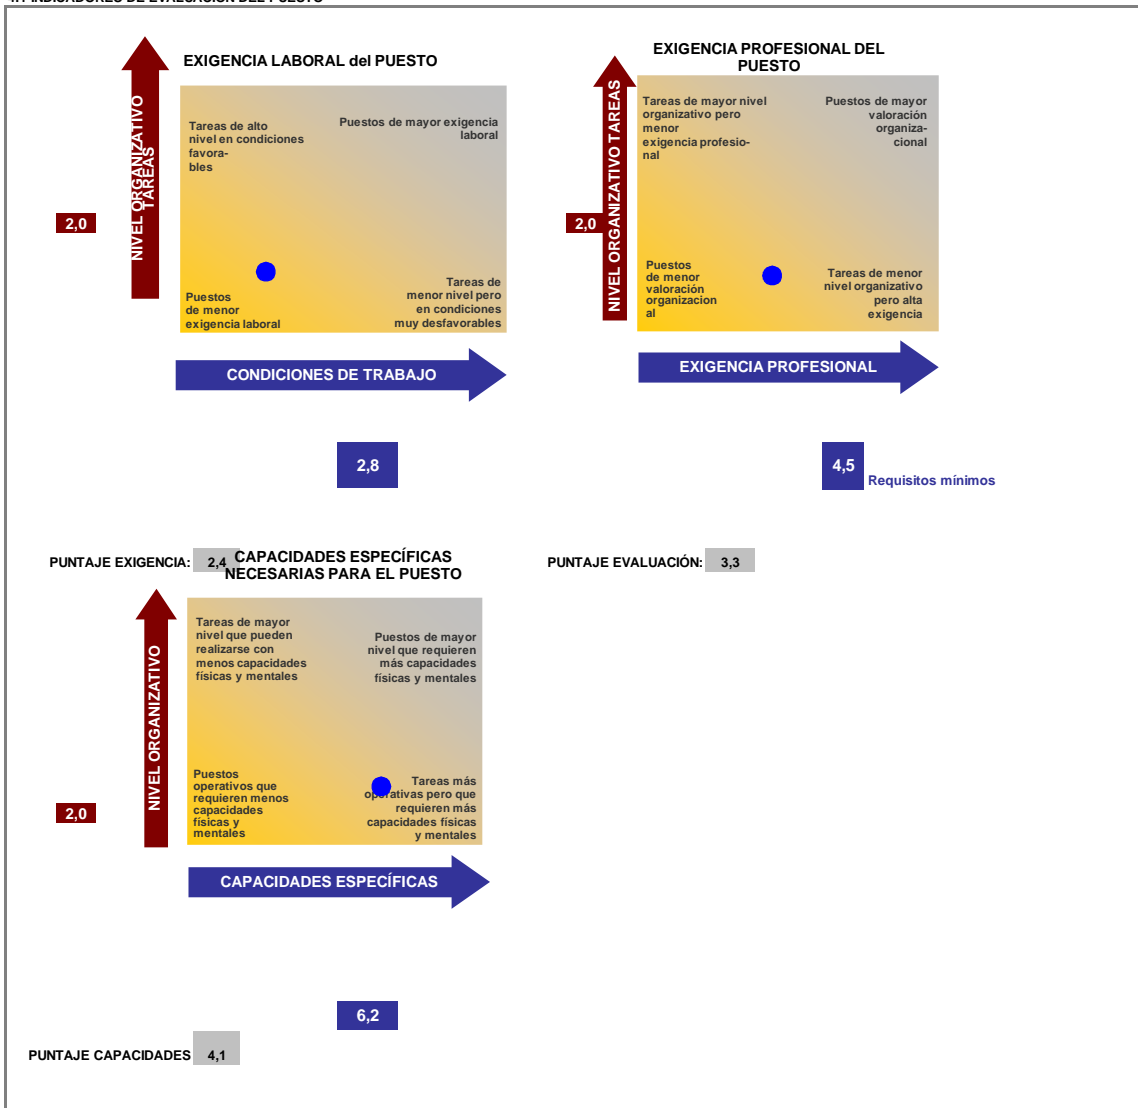 4.7 INDICADORES DE EVALUACIÓN DEL PUESTO
EXIGENCIA LABORAL del PUESTO
NIVEL ORGANIZATIVO
TAREAS
Tareas de alto
nivel en condiciones
favora-
bles
Puestos de mayor exigencia
laboral
2,0
Puestos
de menor
exigencia laboral
Tareas de
menor nivel pero
en condiciones
muy desfavorables
CONDICIONES DE TRABAJO
2,8
PUNTAJE EXIGENCIA:
2,4
EXIGENCIA PROFESIONAL DEL
PUESTO
NIVEL ORGANIZATIVO TAREAS
Tareas de mayor nivel
organizativo pero
menor
exigencia profesio-
nal
Puestos de mayor
valoración
organiza-
cional
2,0
Puestos
de menor
valoración
organizacion
al
Tareas de menor
nivel organizativo
pero alta
exigencia
EXIGENCIA PROFESIONAL
4,5
Requisitos mínimos
PUNTAJE EVALUACIÓN:
3,3
CAPACIDADES ESPECÍFICAS
NECESARIAS PARA EL PUESTO
NIVEL ORGANIZATIVO
Tareas de mayor
nivel que pueden
realizarse con
menos capacidades
físicas y mentales
Puestos de mayor
nivel que requieren
más capacidades
físicas y mentales
2,0
Puestos
operativos que
requieren menos
capacidades
físicas y
mentales
Tareas más
operativas pero que
requieren más
capacidades físicas
y mentales
CAPACIDADES ESPECÍFICAS
6,2
PUNTAJE CAPACIDADES
4,1